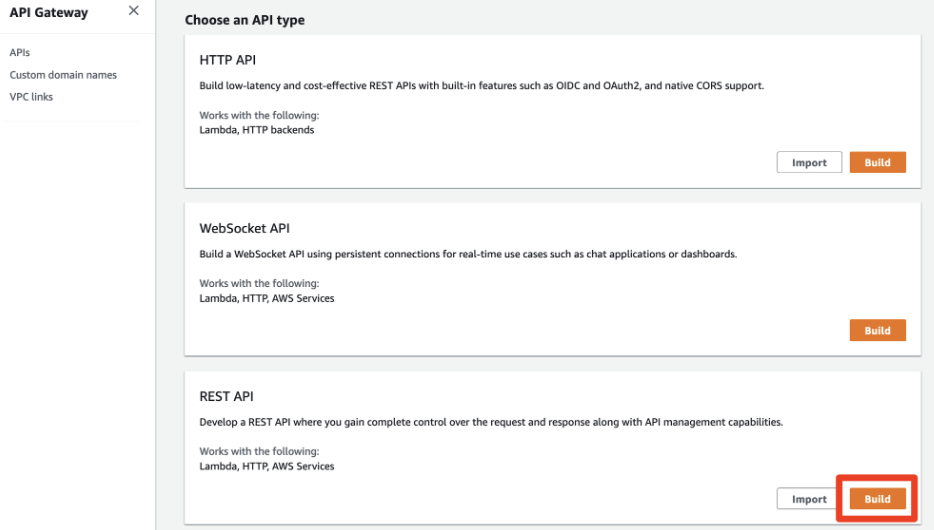 API Gateway
APIs
Custom domain names
VPC links
Choose an API type
HTTP API
Build low-latency and cost-effective REST APIs with built-in features such as OIDC and OAuth2, and native CORS support.
Works with the following:
Lambda, HTTP backends
Import Build
WebSocket API
Build a WebSocket API using persistent connections for real-time use cases such as chat applications or dashboards.
Works with the following:
Lambda, HTTP, AWS Services
Build
REST API
Develop a REST API where you gain complete control over the request and response along with API management capabilities.
Works with the following:
Lambda, HTTP, AWS Services
Import Build